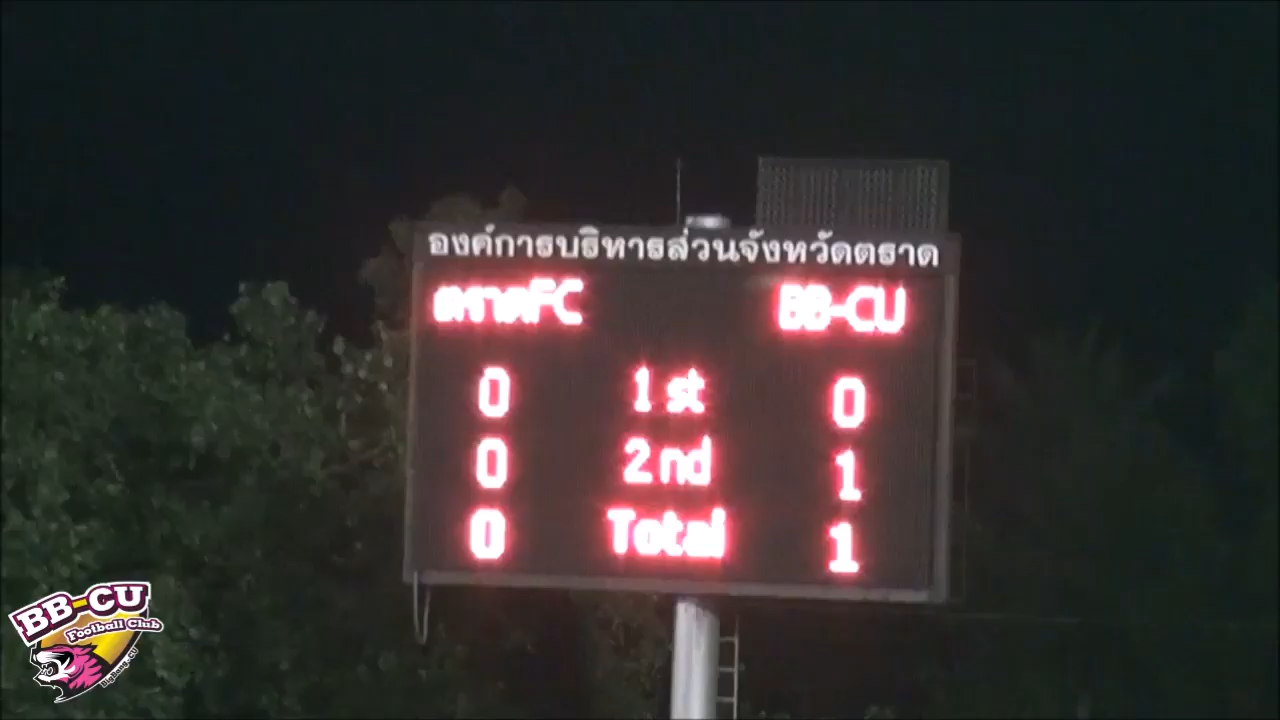 องค์การบริหารส่วนจังหวัดตราด
ตราดFC BB-CU
0 1st 0
0 2nd 1
0 Total 1
BB-CU
Football Club
BigBang CU